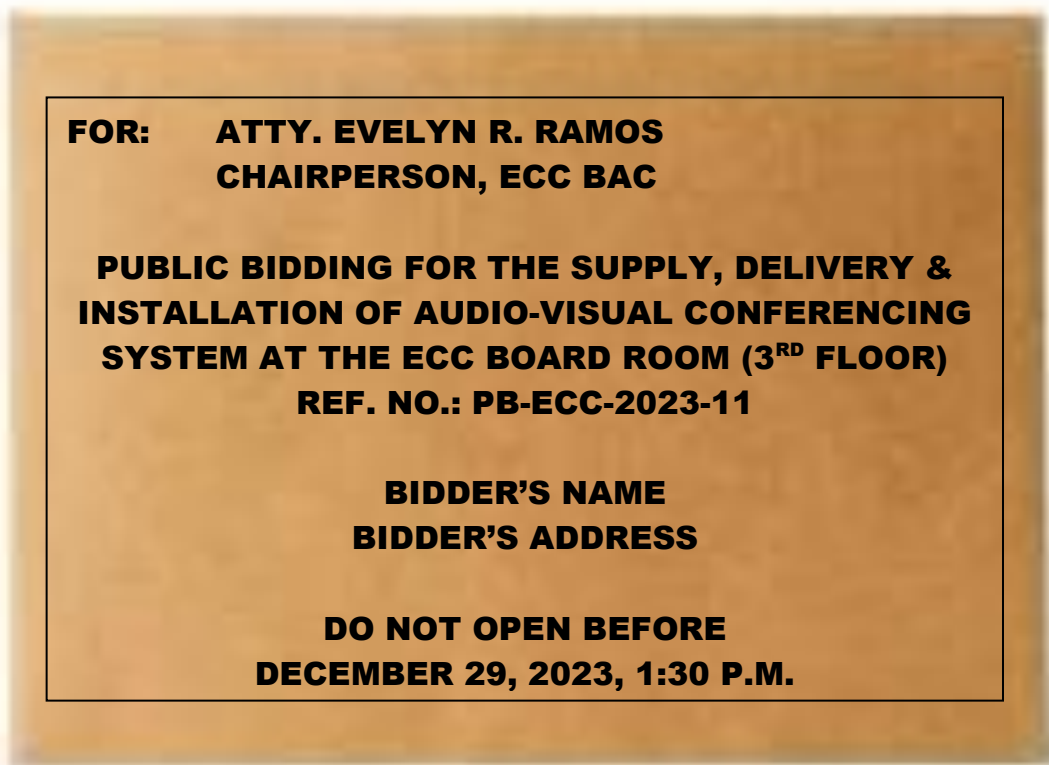 FOR: ATTY. EVELYN R. RAMOS
CHAIRPERSON, ECC BAC
PUBLIC BIDDING FOR THE SUPPLY, DELIVERY &
INSTALLATION OF AUDIO-VISUAL CONFERENCING
SYSTEM AT THE ECC BOARD ROOM (3RD FLOOR)
REF. NO.: PB-ECC-2023-11
BIDDER’S NAME
BIDDER’S ADDRESS
DO NOT OPEN BEFORE
DECEMBER 29, 2023, 1:30 P.M.